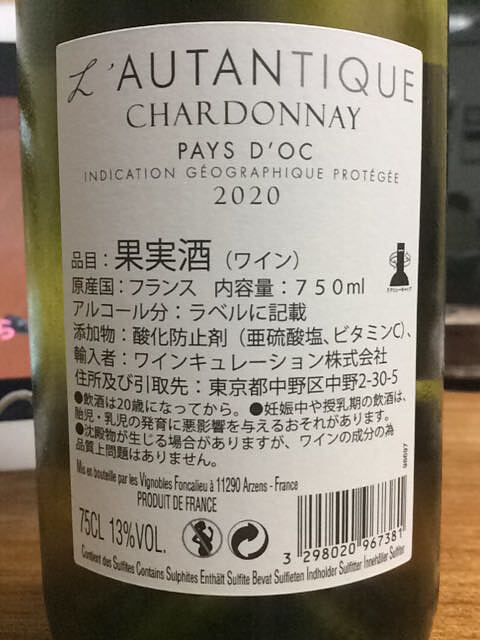 L'AUTANTIQUE
CHARDONNAY
PAYS D'OC
INDICATION GÉOGRAPHIQUE PROTÉGÉE
2020
品目：果実酒（ワイン）
原産国：フランス 内容量：７５０ml
アルコール分：ラベルに記載
添加物：酸化防止剤（亜硫酸塩、ビタミンC）、
輸入者：ワインキュレーション株式会社
住所及び引取先：東京都中野区中野2-30-5
●飲酒は20歳になってから。●妊娠中や授乳期の飲酒は、
胎児・乳児の発育に悪影響を与えるおそれがあります。
●沈殿物が生じる場合がありますが、ワインの成分の為
品質上問題はありません。
Mis en bouteille par les Vignobles Foncalieu à 11290 Arzens - France
PRODUIT DE FRANCE
75CL 13%VOL.
3 298020 967381
Contient des Sulfites Contains Sulphites Enthält Sulfite Bevat Sulfieten Indholder Sulfitter Innehåller Sulfiter